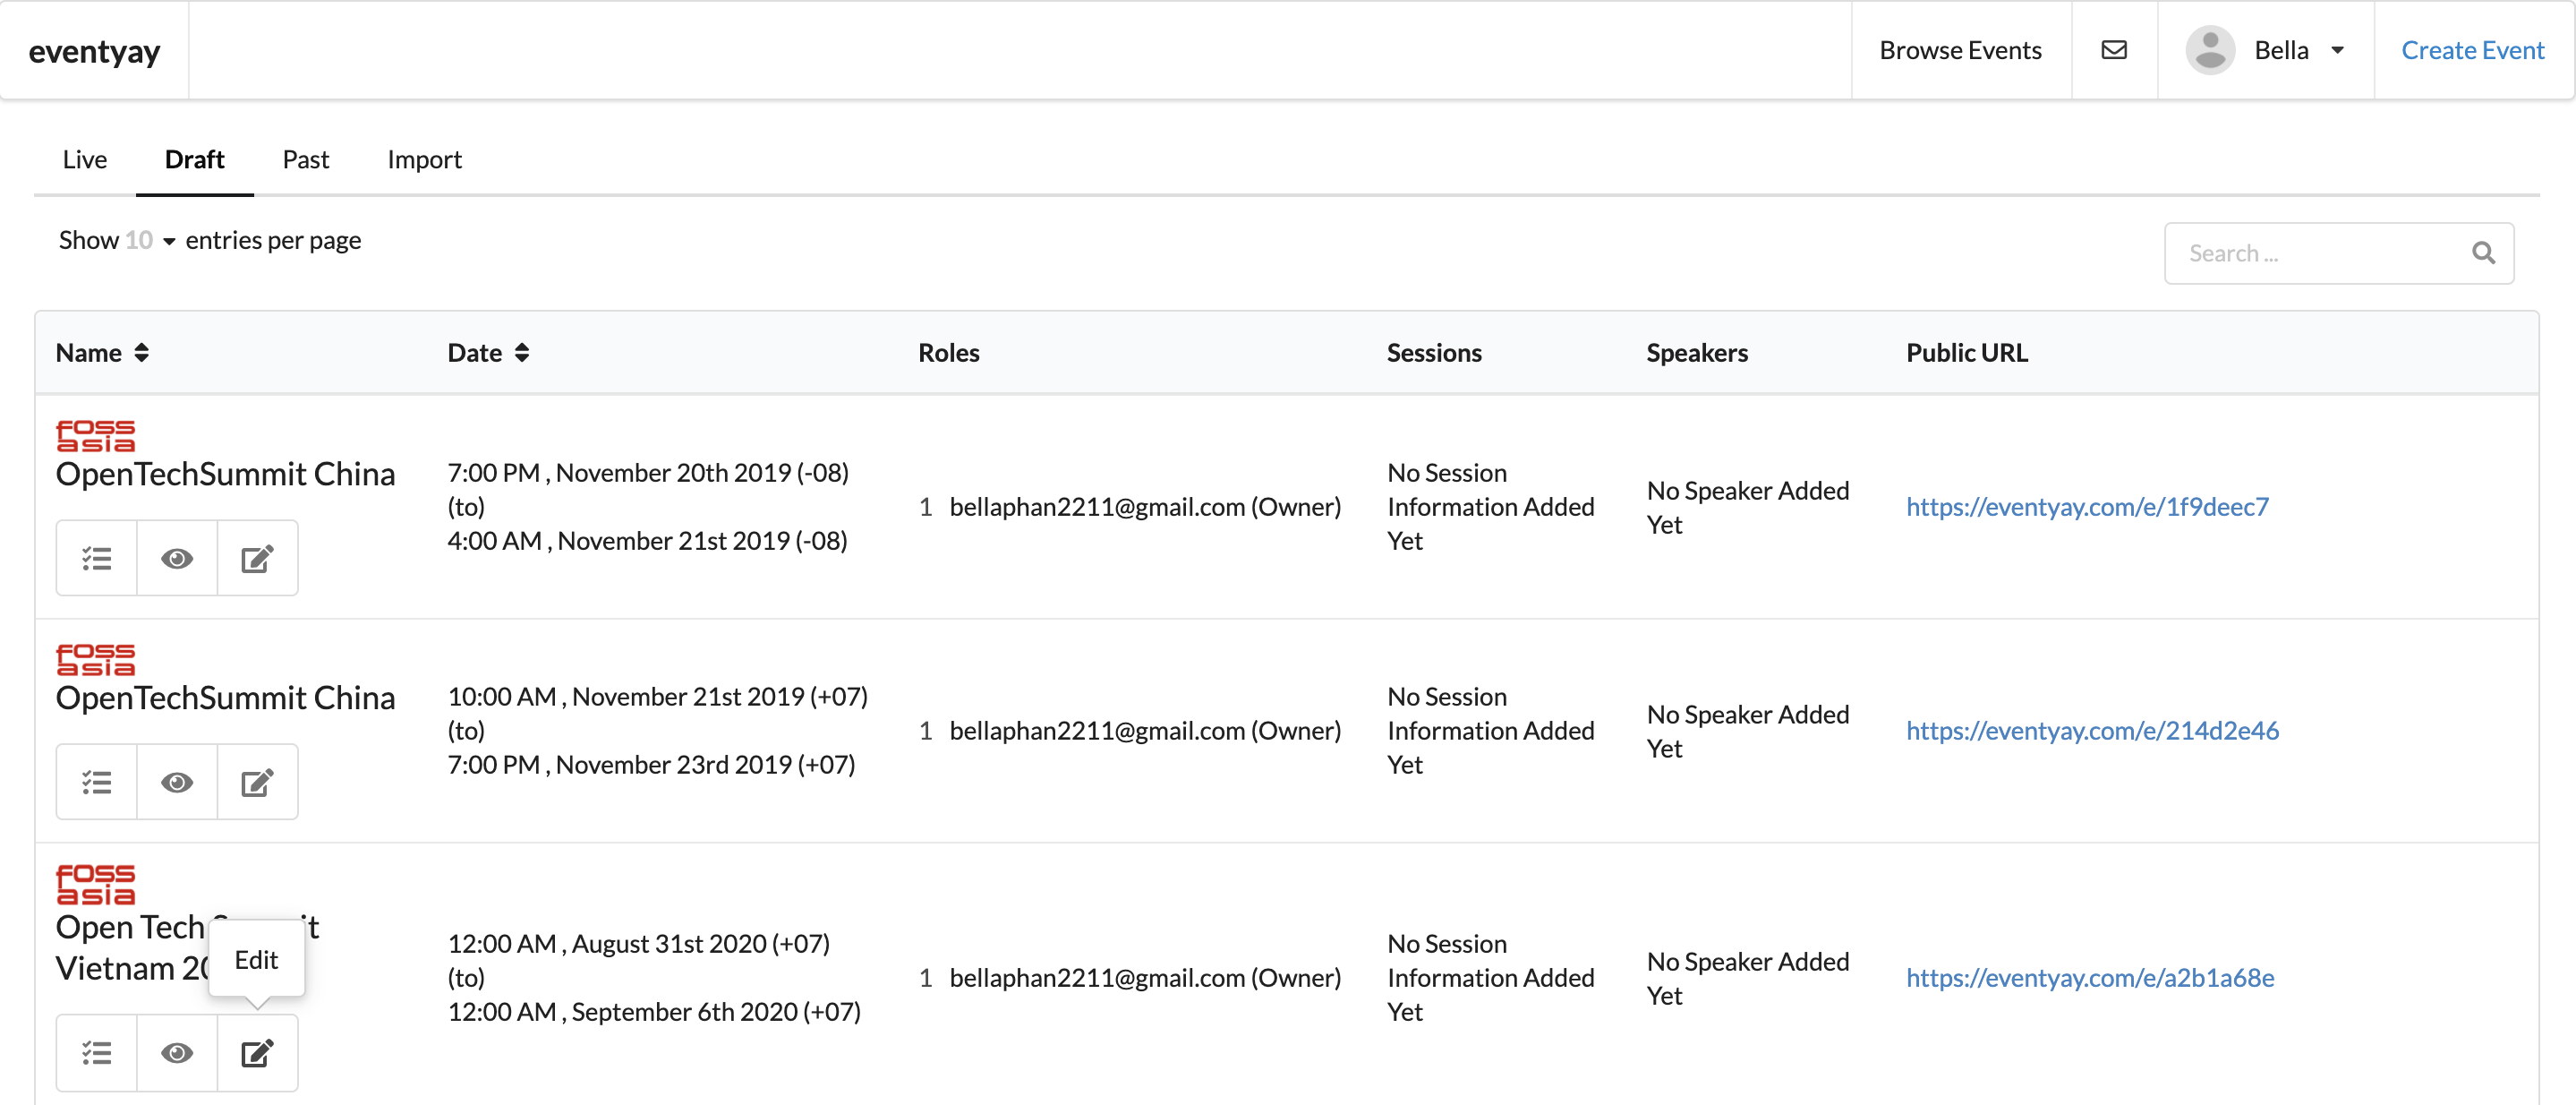 eventyay
Browse Events
Bella
Create Event
Live Draft Past Import
Show 10 entries per page
Search ...
Name Date Roles Sessions Speakers Public URL
foss
asia
OpenTechSummit China
7:00 PM , November 20th 2019 (-08)
(to)
4:00 AM , November 21st 2019 (-08)
1 bellaphan2211@gmail.com (Owner)
No Session
Information Added
Yet
No Speaker Added
Yet
https://eventyay.com/e/1f9deec7
foss
asia
OpenTechSummit China
10:00 AM , November 21st 2019 (+07)
(to)
7:00 PM , November 23rd 2019 (+07)
1 bellaphan2211@gmail.com (Owner)
No Session
Information Added
Yet
No Speaker Added
Yet
https://eventyay.com/e/214d2e46
foss
asia
Open Tech
Vietnam
Edit
12:00 AM , August 31st 2020 (+07)
(to)
12:00 AM , September 6th 2020 (+07)
1 bellaphan2211@gmail.com (Owner)
No Session
Information Added
Yet
No Speaker Added
Yet
https://eventyay.com/e/a2b1a68e